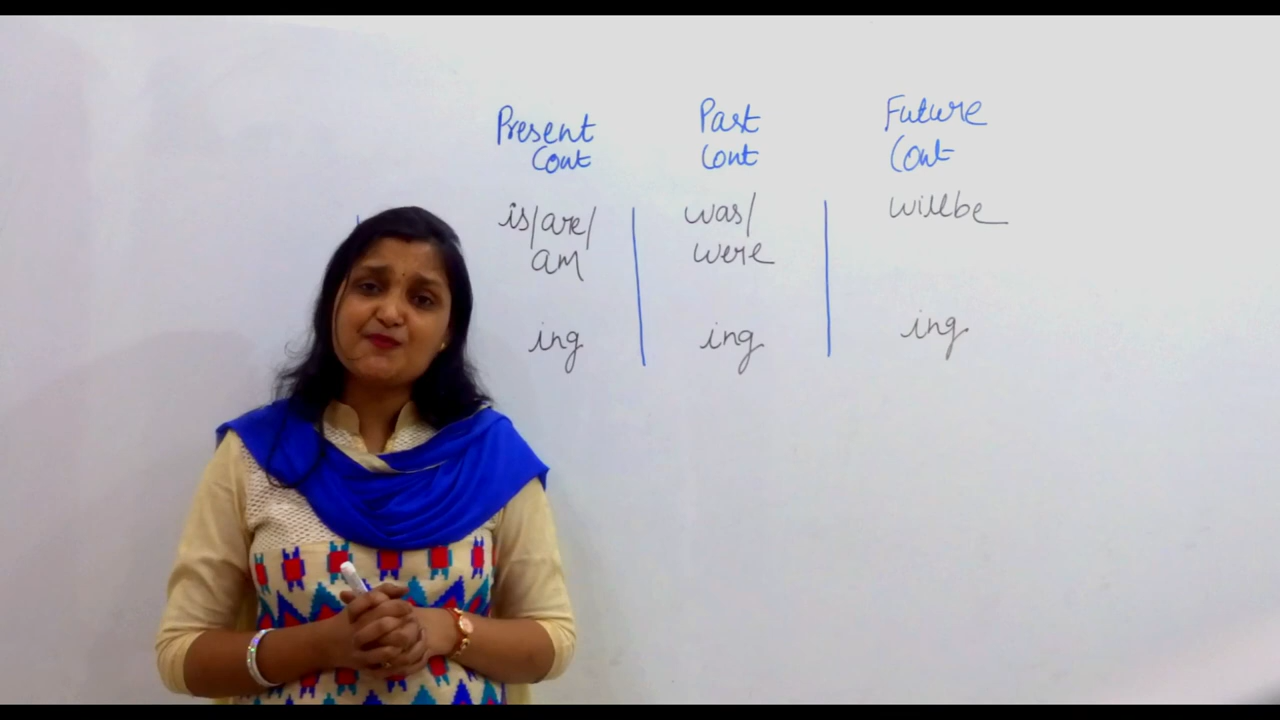 Present
Cont
is/are/
am
ing
Past
Cont
was/
were
ing
Future
Cont
willbe
ing